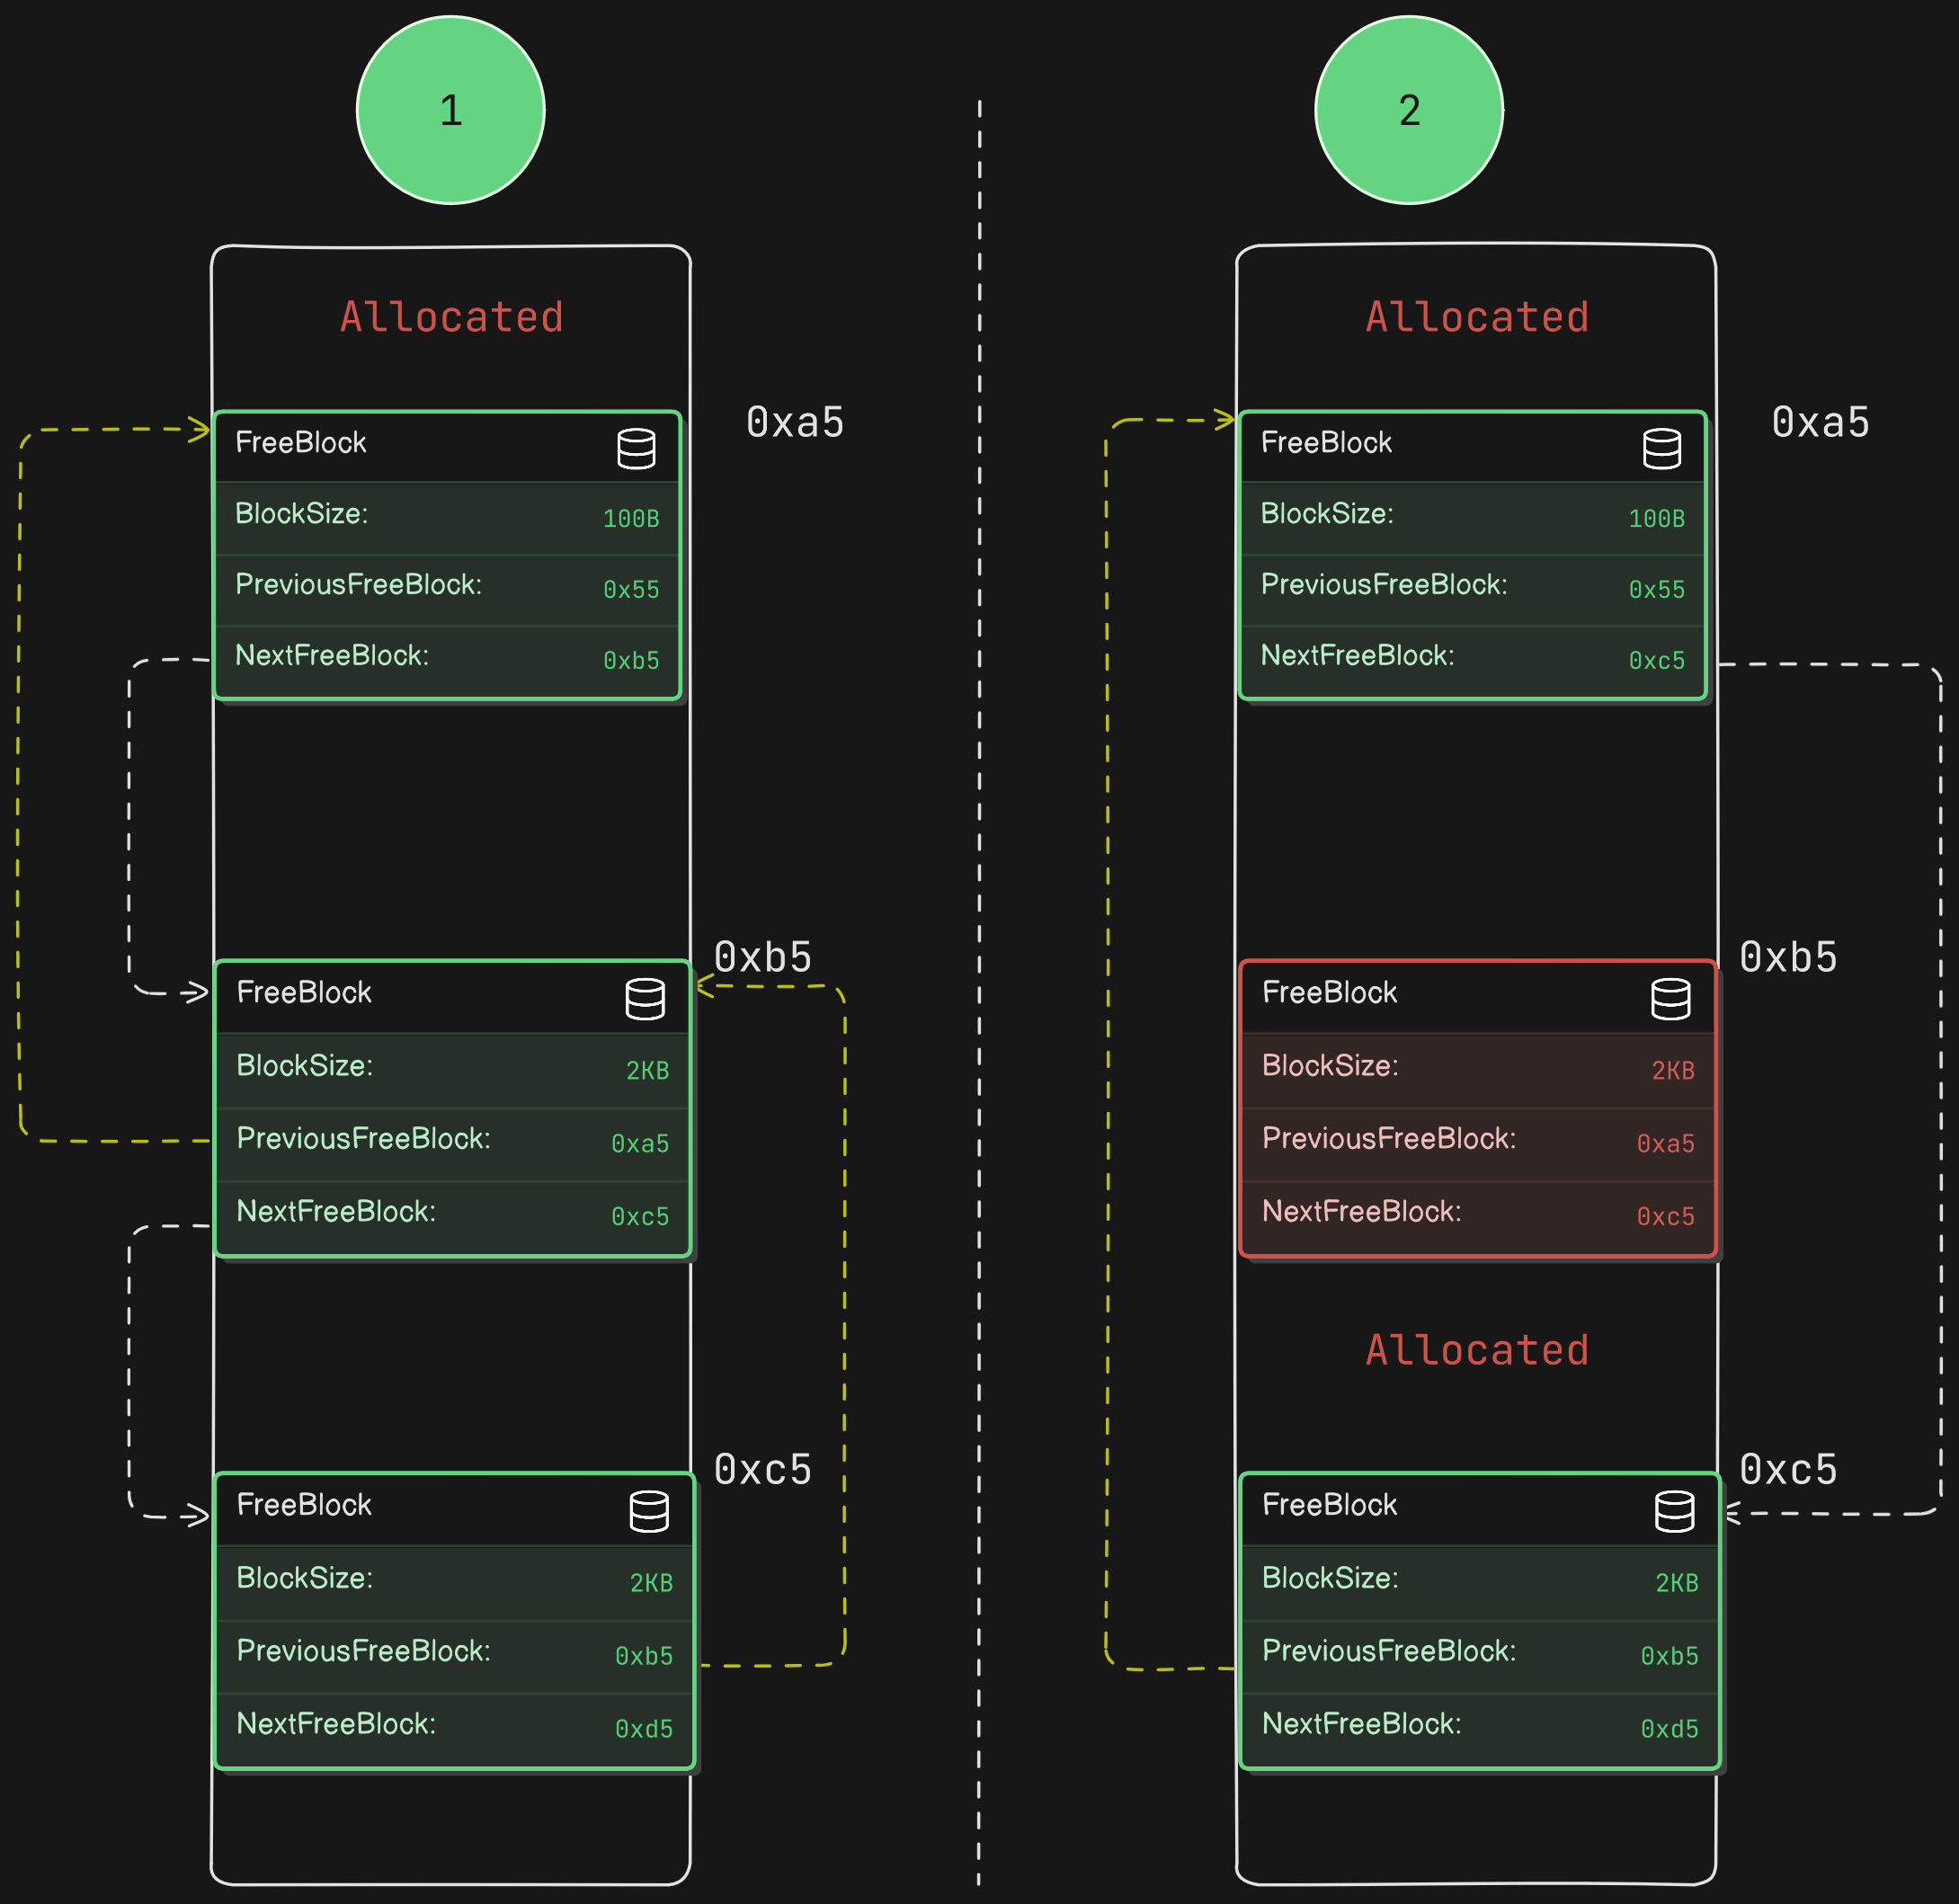 1
Allocated
0xa5
FreeBlock
BlockSize: 100B
PreviousFreeBlock: 0x55
NextFreeBlock: 0xb5
0xb5
FreeBlock
BlockSize: 2KB
PreviousFreeBlock: 0xa5
NextFreeBlock: 0xc5
0xc5
FreeBlock
BlockSize: 2KB
PreviousFreeBlock: 0xb5
NextFreeBlock: 0xd5
2
Allocated
0xa5
FreeBlock
BlockSize: 100B
PreviousFreeBlock: 0x55
NextFreeBlock: 0xc5
0xb5
FreeBlock
BlockSize: 2KB
PreviousFreeBlock: 0xa5
NextFreeBlock: 0xc5
Allocated
0xc5
FreeBlock
BlockSize: 2KB
PreviousFreeBlock: 0xb5
NextFreeBlock: 0xd5